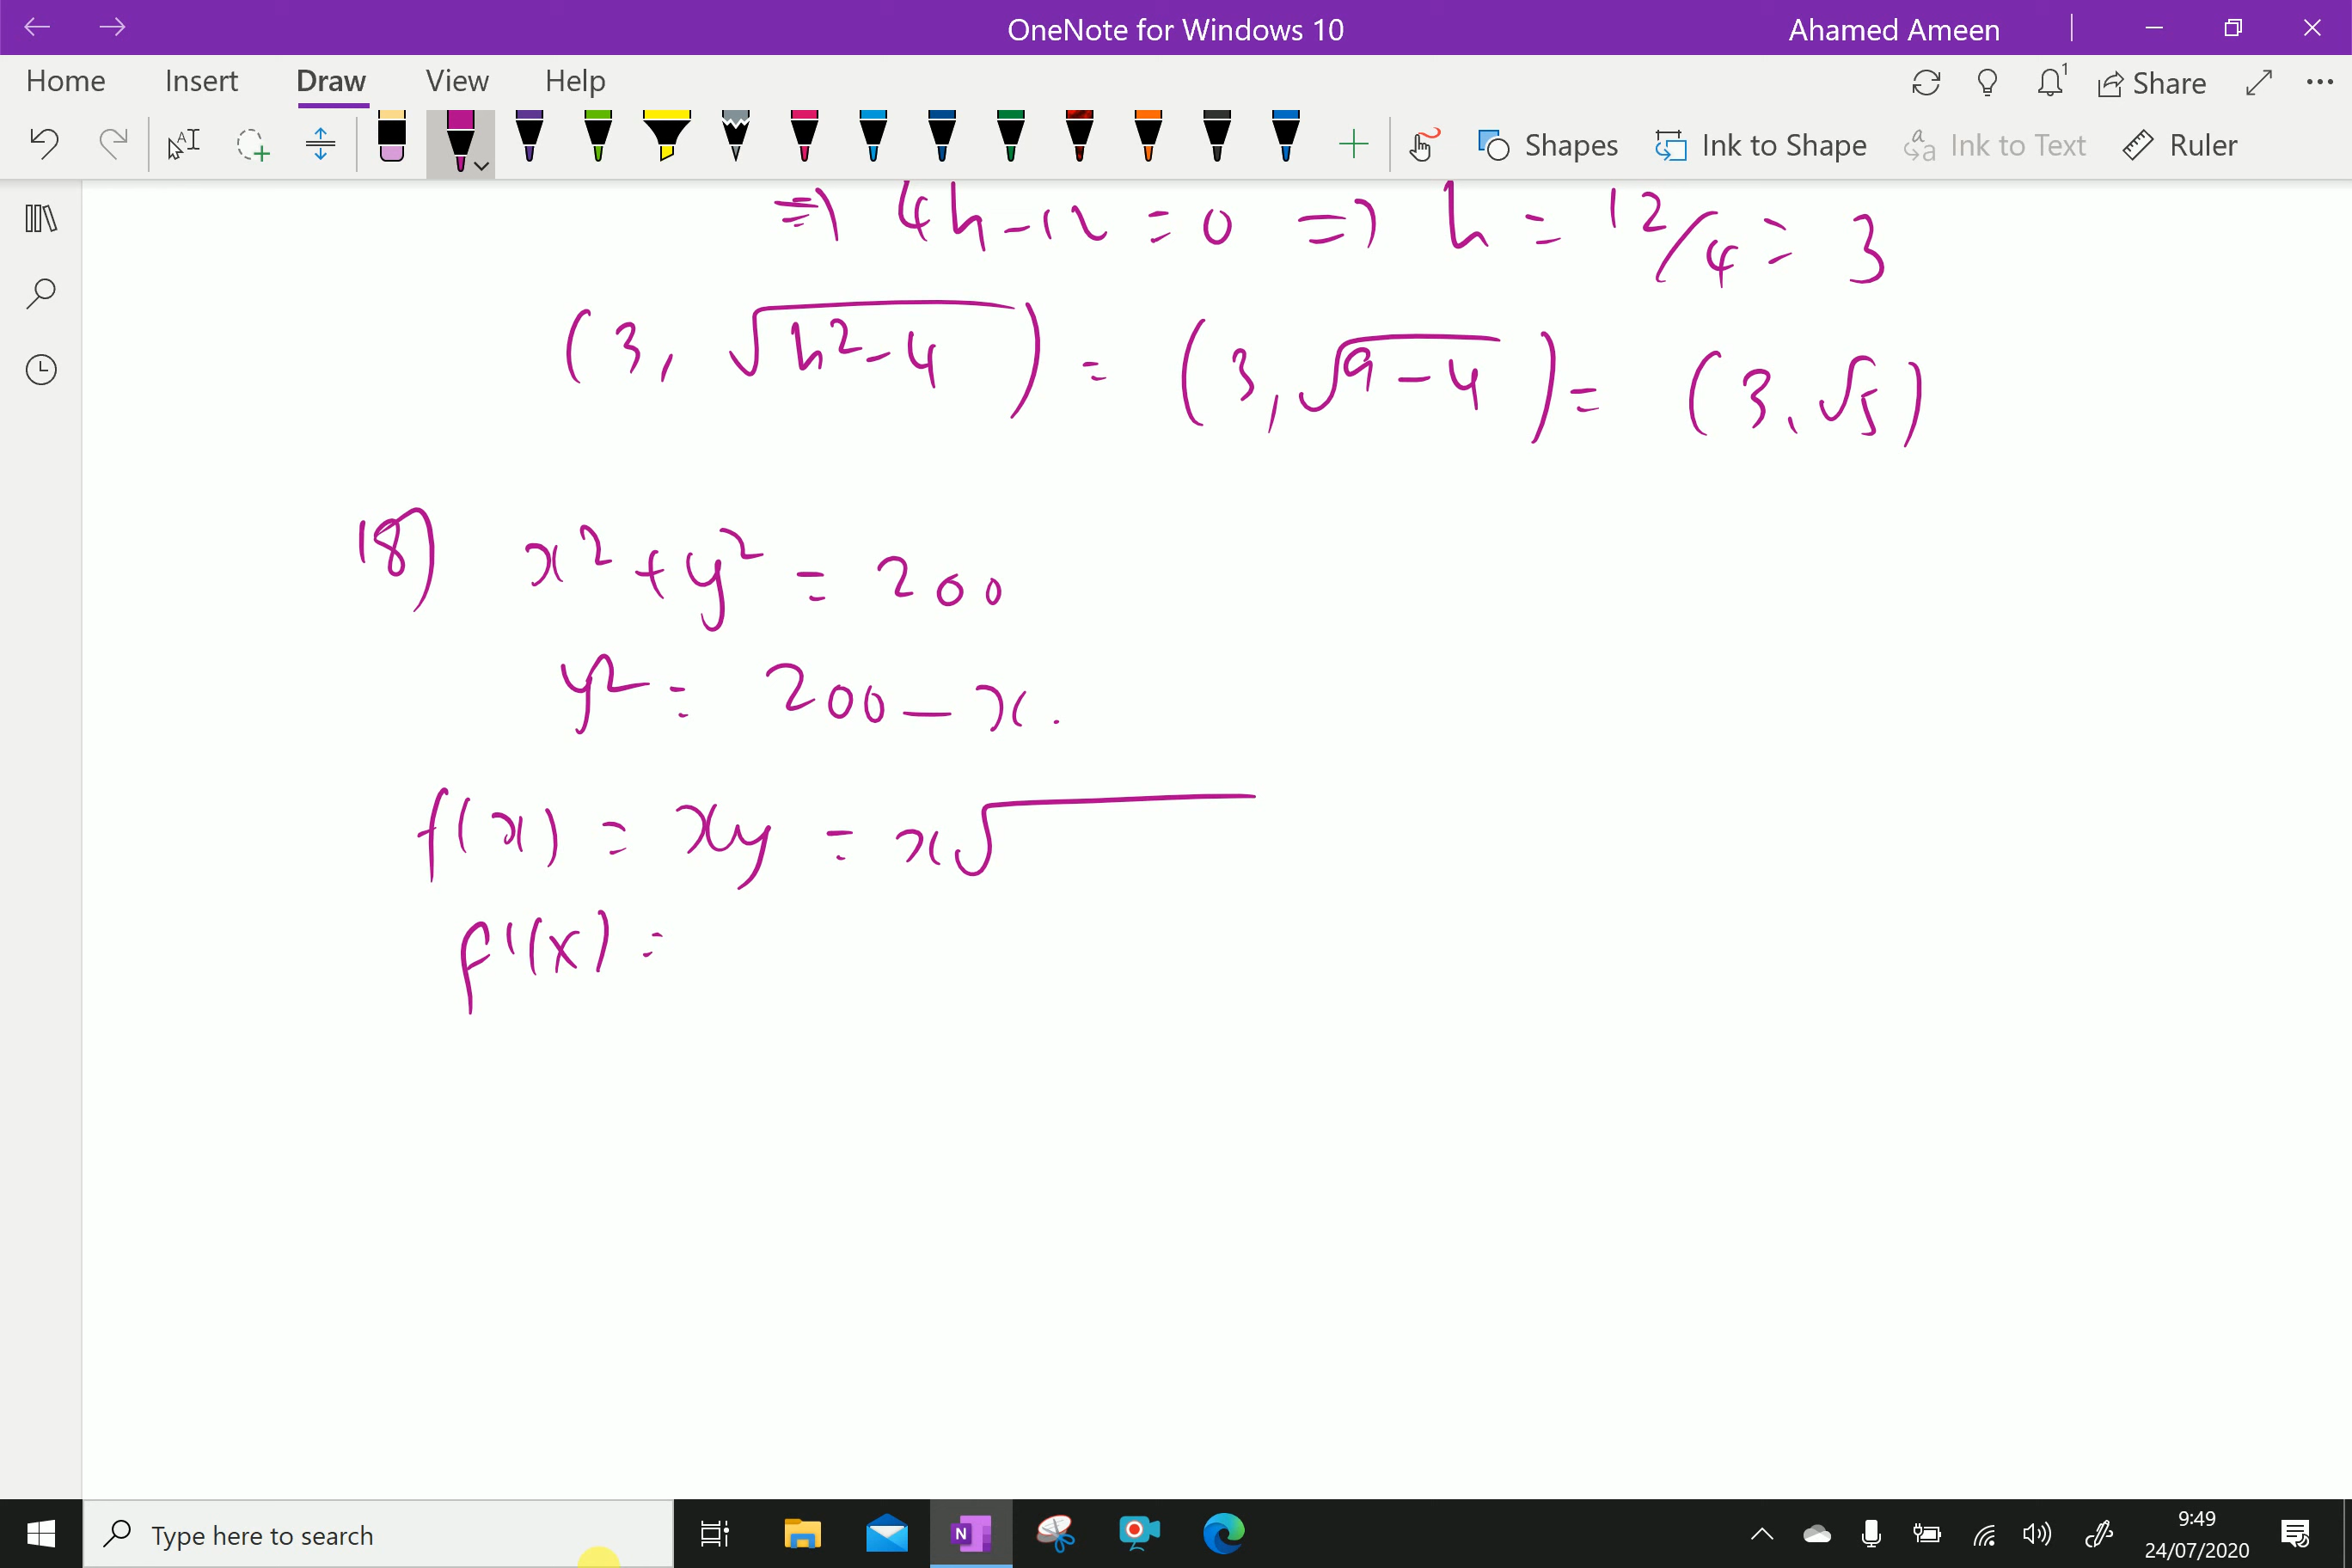 OneNote for Windows 10
Ahamed Ameen
Home Insert Draw View Help
1
Share
Shapes Ink to Shape Ink to Text Ruler
=> 4h - 12 = 0 => h = 12/4 = 3
(3, √(h² - 4)) = (3, √(9 - 4)) = (3, √5)
18) x² + y² = 200
y² = 200 - x.
f(x) = xy = x√
f'(x) =
Type here to search
9:49
24/07/2020